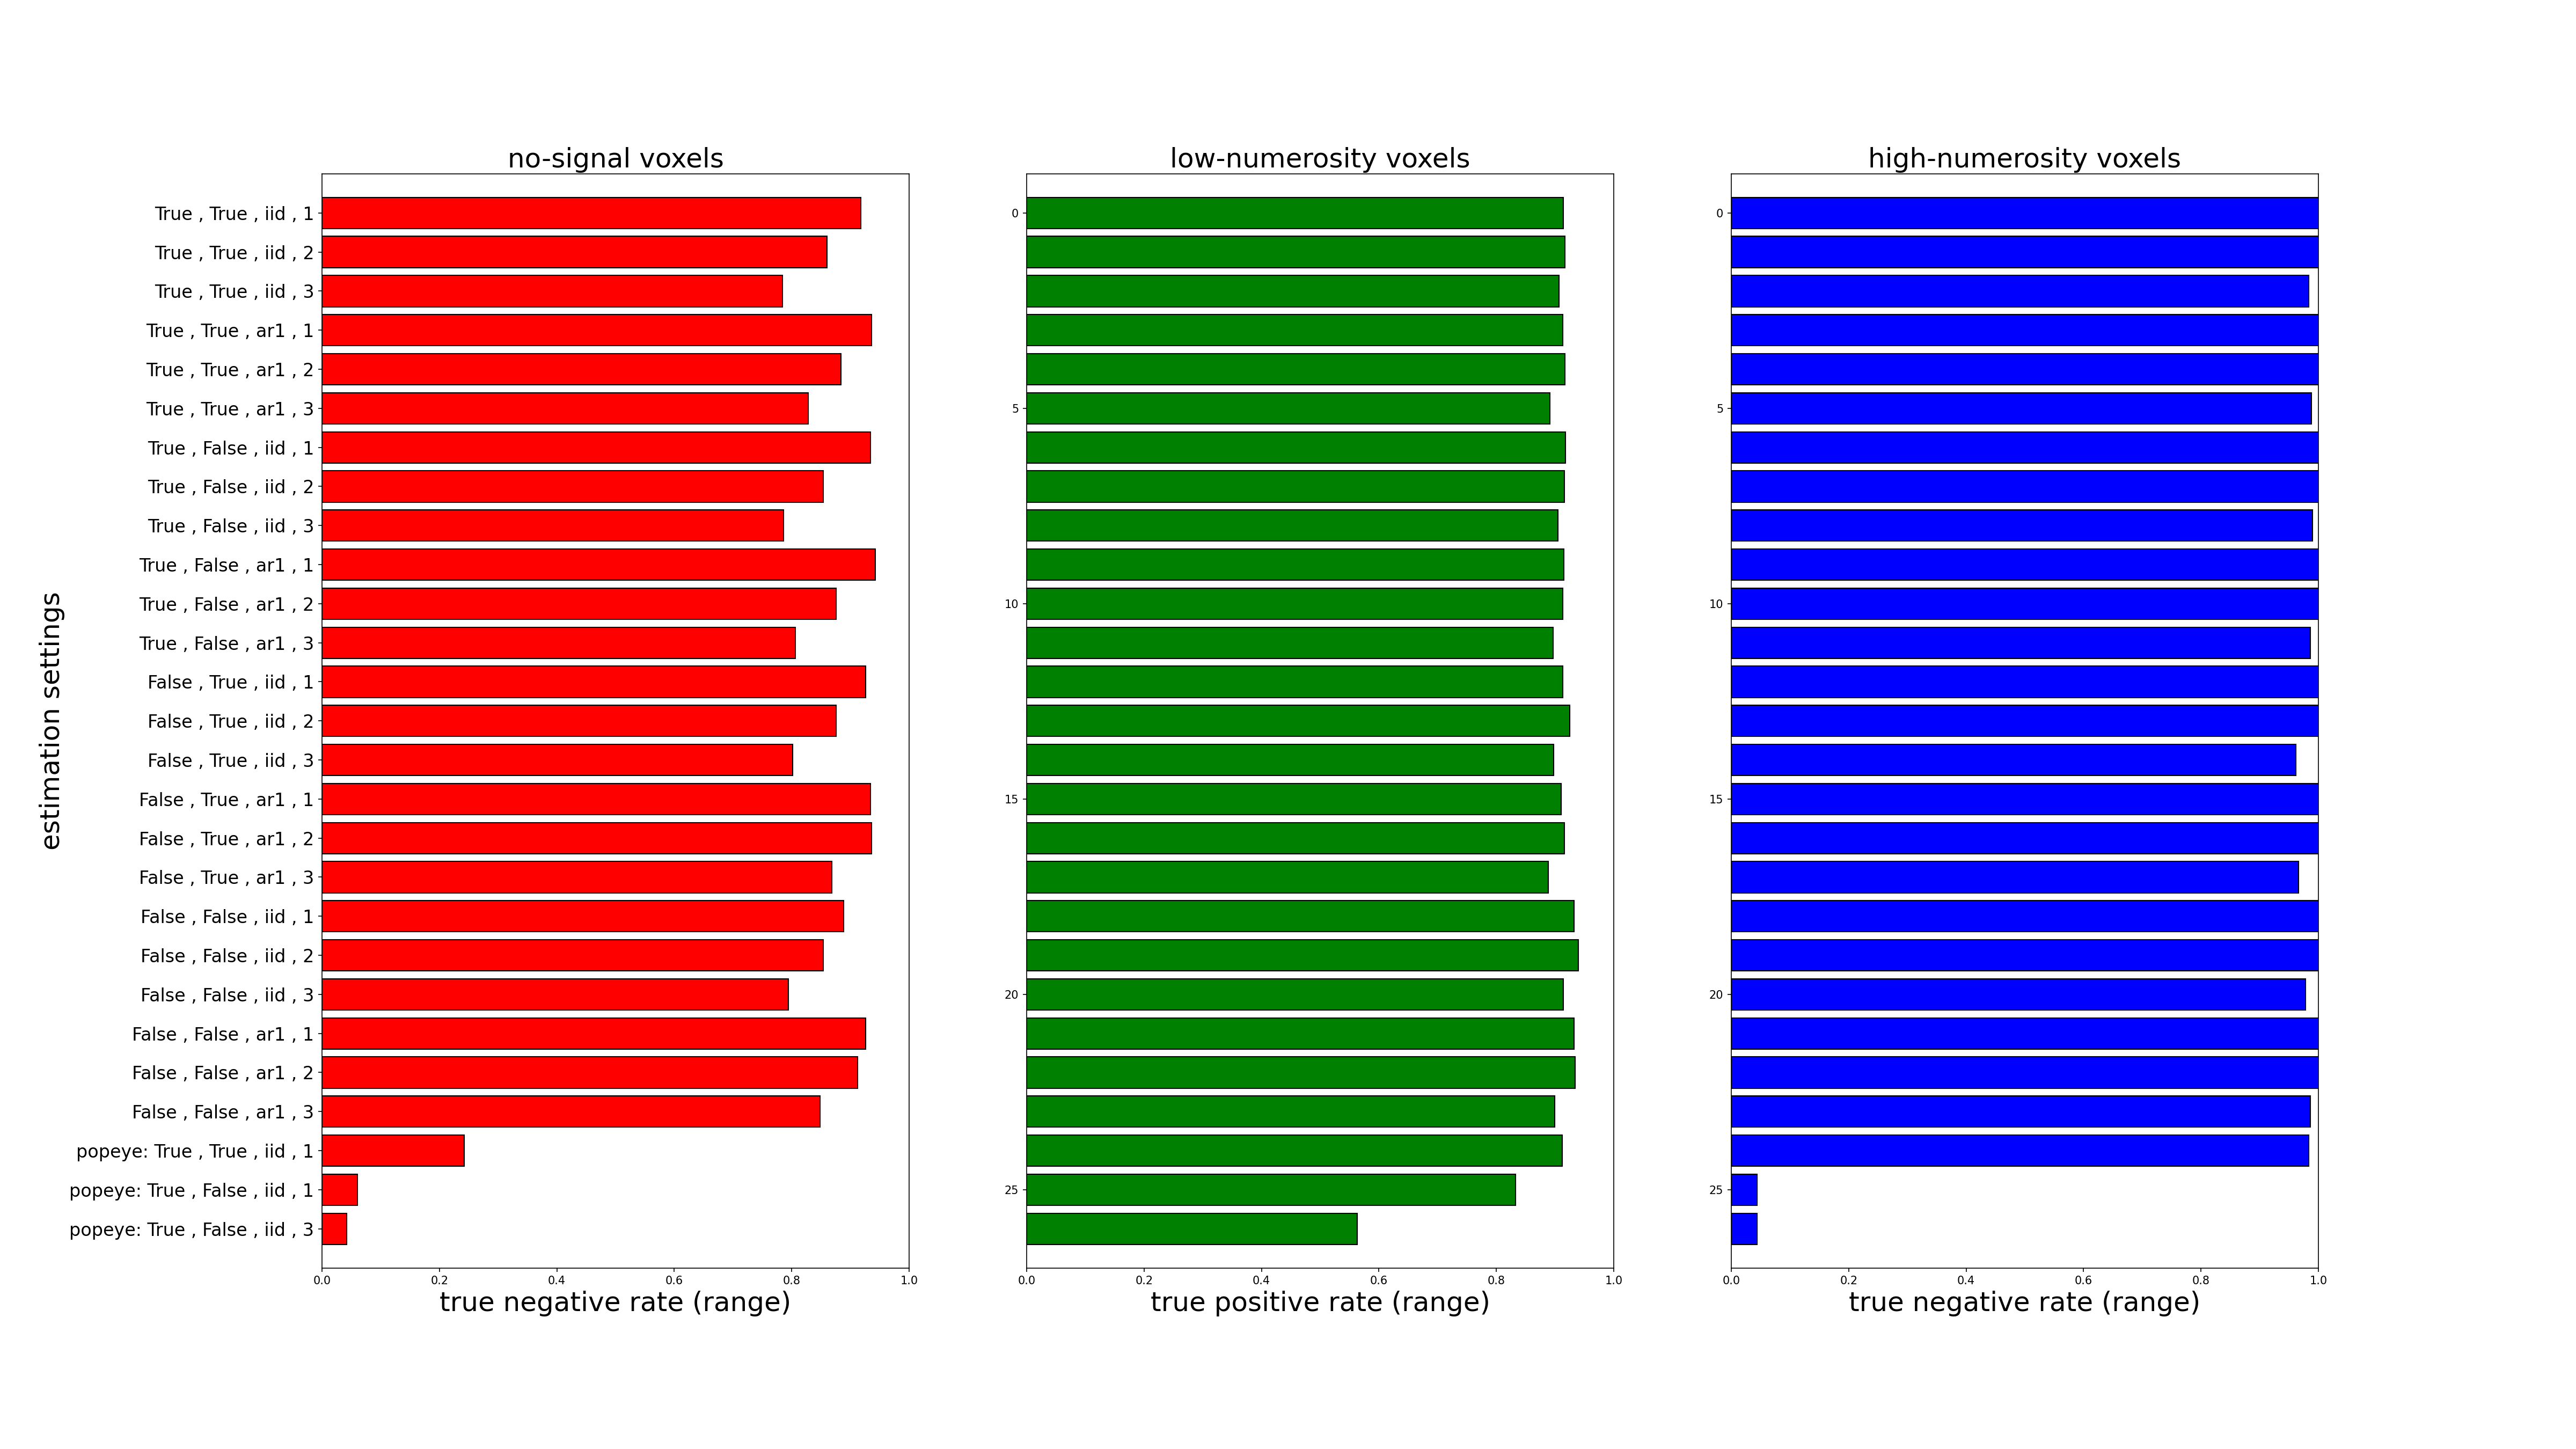 no-signal voxels
low-numerosity voxels
high-numerosity voxels
estimation settings
True , True , iid , 1
True , True , iid , 2
True , True , iid , 3
True , True , ar1 , 1
True , True , ar1 , 2
True , True , ar1 , 3
True , False , iid , 1
True , False , iid , 2
True , False , iid , 3
True , False , ar1 , 1
True , False , ar1 , 2
True , False , ar1 , 3
False , True , iid , 1
False , True , iid , 2
False , True , iid , 3
False , True , ar1 , 1
False , True , ar1 , 2
False , True , ar1 , 3
False , False , iid , 1
False , False , iid , 2
False , False , iid , 3
False , False , ar1 , 1
False , False , ar1 , 2
False , False , ar1 , 3
popeye: True , True , iid , 1
popeye: True , False , iid , 1
popeye: True , False , iid , 3
0.0 0.2 0.4 0.6 0.8 1.0
true negative rate (range)
0
5
10
15
20
25
0.0 0.2 0.4 0.6 0.8 1.0
true positive rate (range)
0
5
10
15
20
25
0.0 0.2 0.4 0.6 0.8 1.0
true negative rate (range)